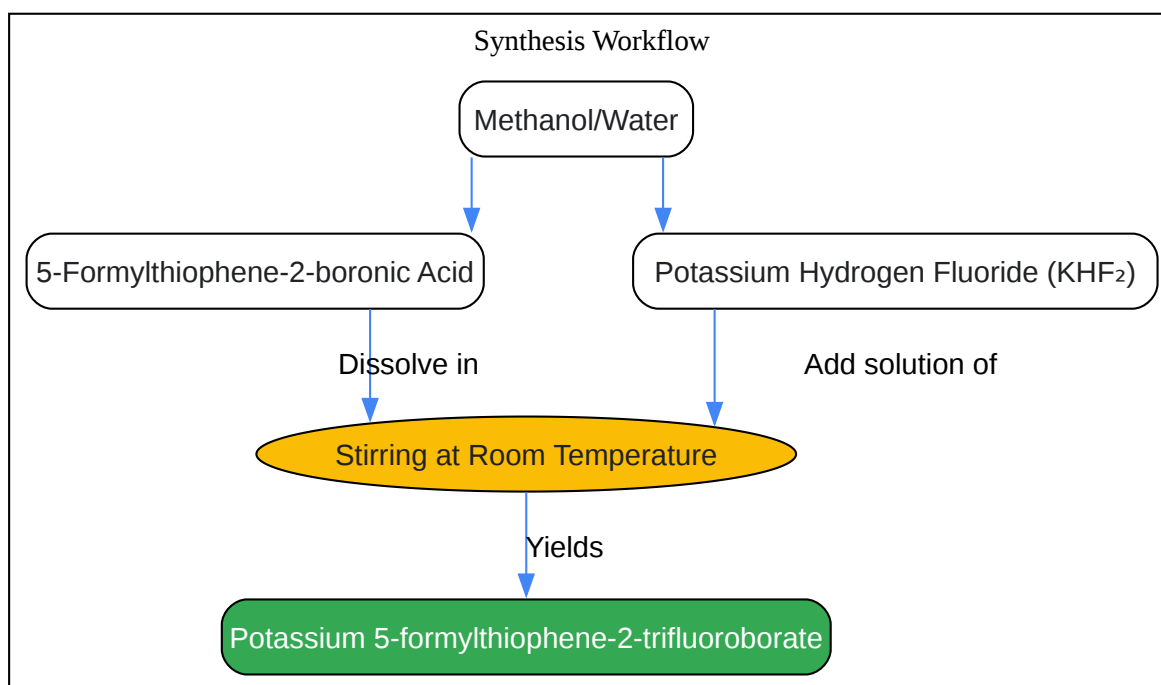 Synthesis Workflow
Methanol/Water
5-Formylthiophene-2-boronic Acid
Potassium Hydrogen Fluoride (KHF₂)
Dissolve in
Add solution of
Stirring at Room Temperature
Yields
Potassium 5-formylthiophene-2-trifluoroborate